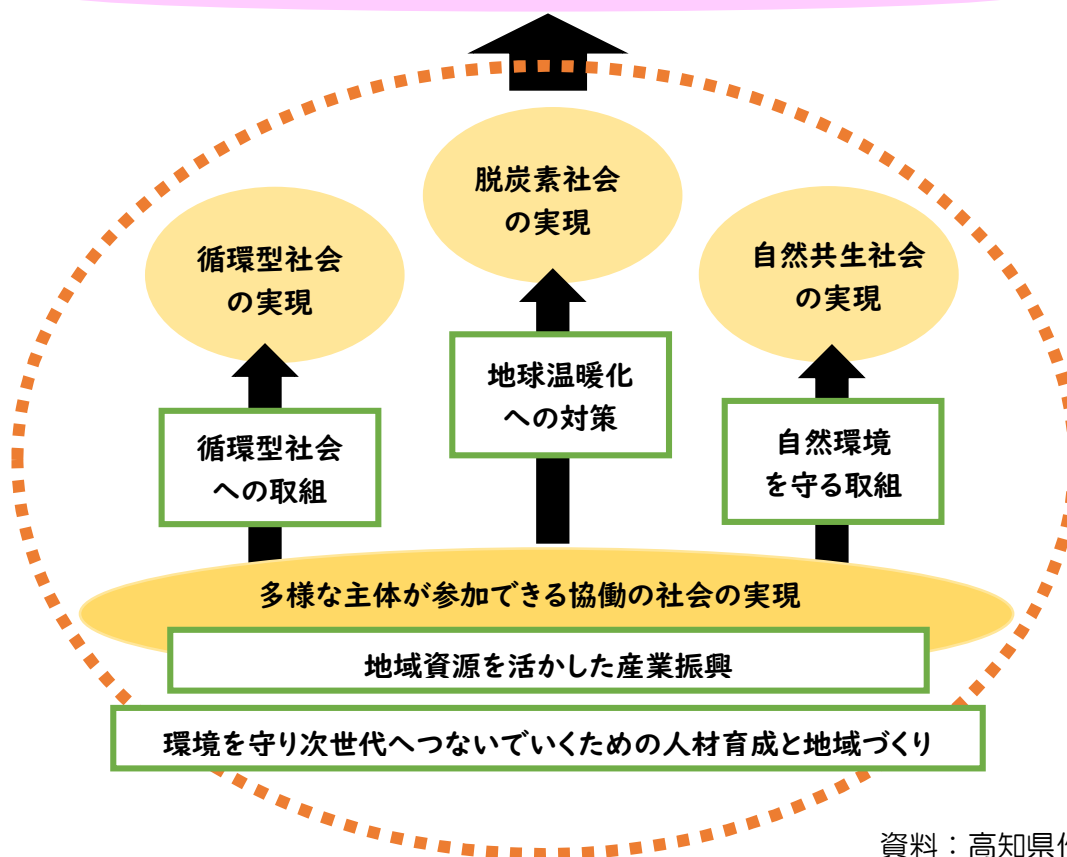 脱炭素社会
の実現
循環型社会
の実現
自然共生社会
の実現
地球温暖化
への対策
循環型社会
への取組
自然環境
を守る取組
多様な主体が参加できる協働の社会の実現
地域資源を活かした産業振興
環境を守り次世代へつないでいくための人材育成と地域づくり
資料：高知県作